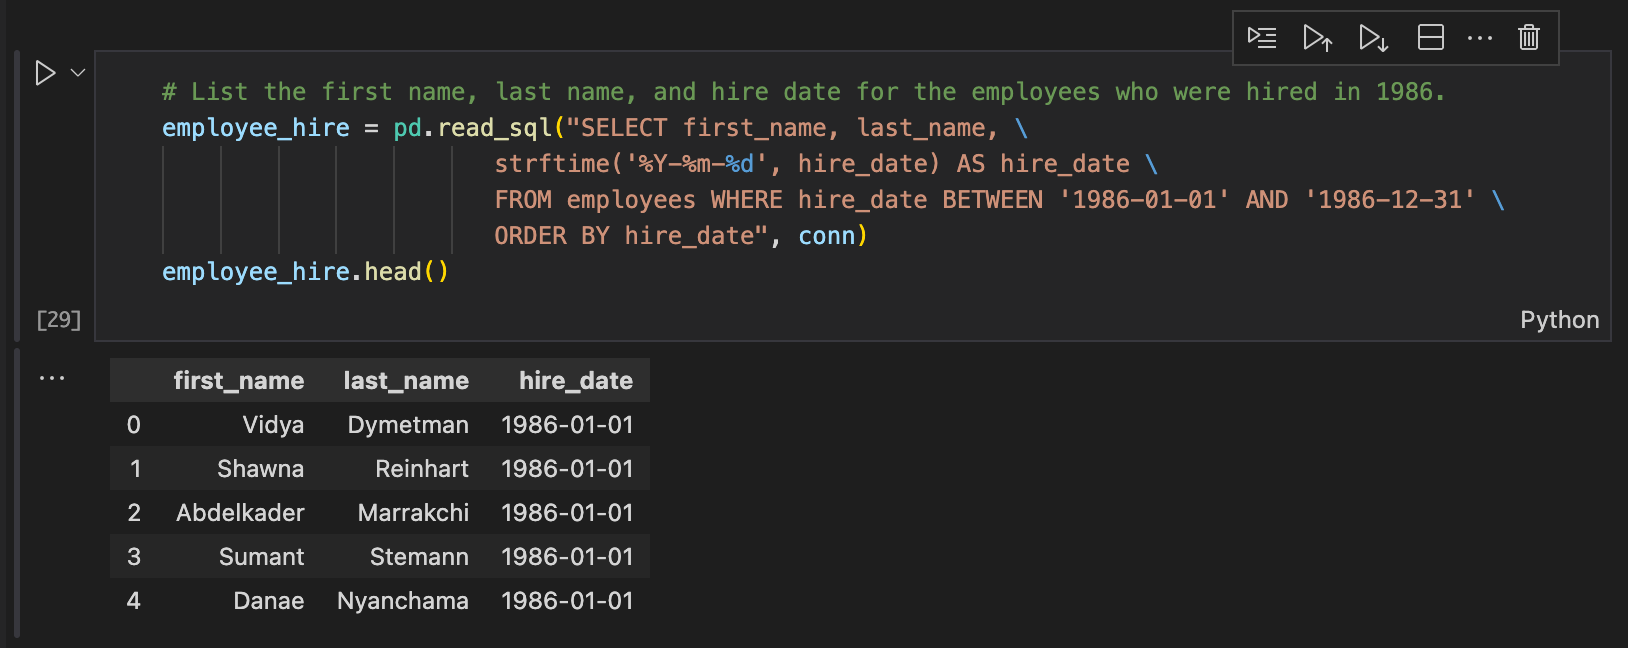 # List the first name, last name, and hire date for the employees who were hired in 1986.
employee_hire = pd.read_sql("SELECT first_name, last_name, \
strftime('%Y-%m-%d', hire_date) AS hire_date \
FROM employees WHERE hire_date BETWEEN '1986-01-01' AND '1986-12-31' \
ORDER BY hire_date", conn)
employee_hire.head()
[29]
Python
first_name last_name hire_date
0 Vidya Dymetman 1986-01-01
1 Shawna Reinhart 1986-01-01
2 Abdelkader Marrakchi 1986-01-01
3 Sumant Stemann 1986-01-01
4 Danae Nyanchama 1986-01-01